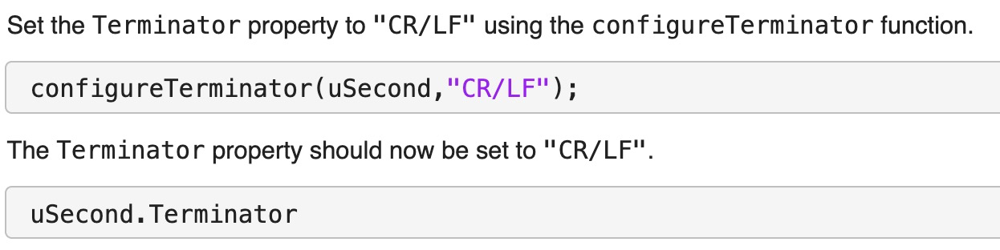 Set the Terminator property to "CR/LF" using the configureTerminator function.
configureTerminator(uSecond,"CR/LF");
The Terminator property should now be set to "CR/LF".
uSecond.Terminator